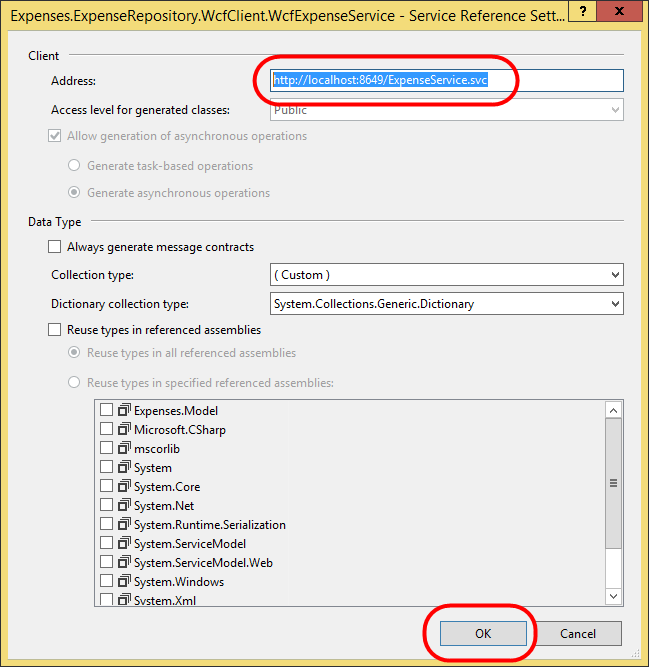 Expenses.ExpenseRepository.WcfClient.WcfExpenseService - Service Reference Sett... ?
Client
Address: http://localhost:8649/ExpenseService.svc
Access level for generated classes: Public
Allow generation of asynchronous operations
Generate task-based operations
Generate asynchronous operations
Data Type
Always generate message contracts
Collection type: ( Custom )
Dictionary collection type: System.Collections.Generic.Dictionary
Reuse types in referenced assemblies
Reuse types in all referenced assemblies
Reuse types in specified referenced assemblies:
Expenses.Model
Microsoft.CSharp
mscorlib
System
System.Core
System.Net
System.Runtime.Serialization
System.ServiceModel
System.ServiceModel.Web
System.Windows
System.Xml
OK Cancel